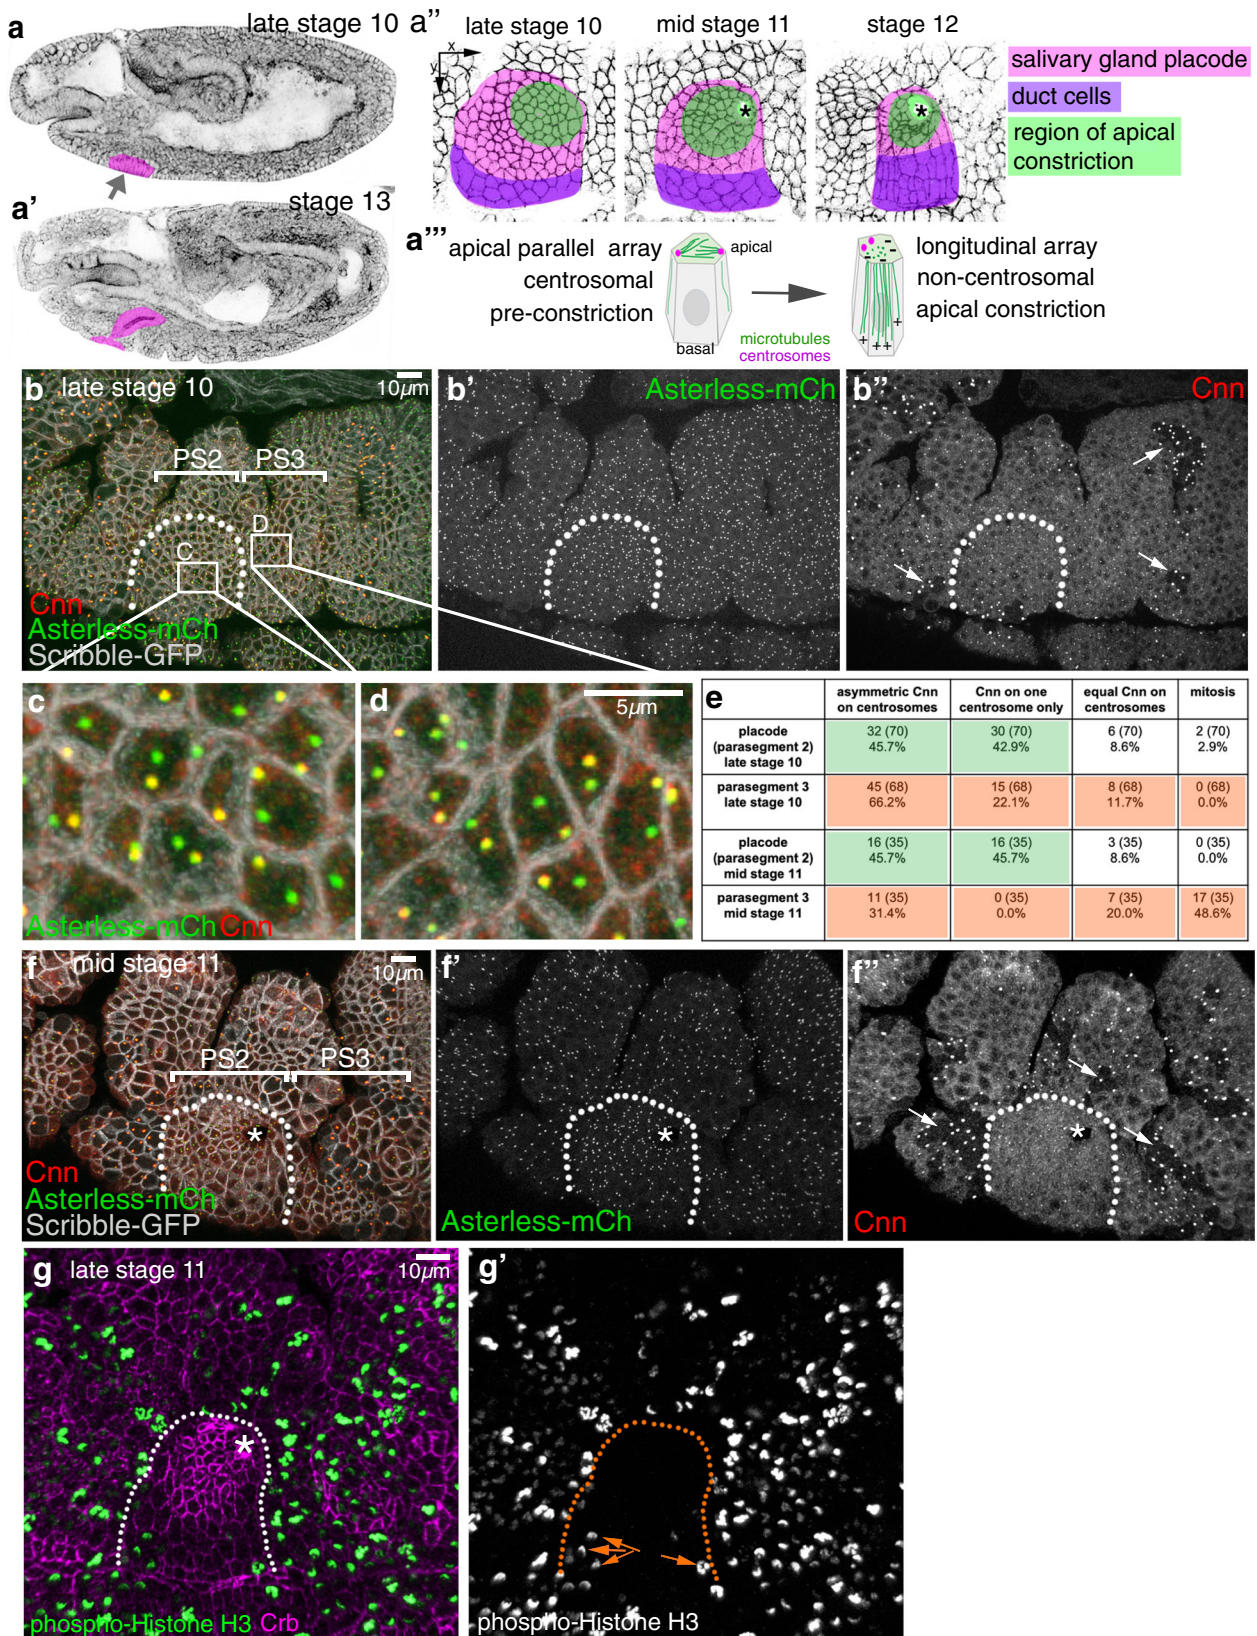 a
late stage 10
a'
stage 13
a''
late stage 10
mid stage 11
stage 12
x
y
*
*
salivary gland placode
duct cells
region of apical
constriction
a'''
apical parallel array
centrosomal
pre-constriction
apical
basal
microtubules
centrosomes
longitudinal array
non-centrosomal
apical constriction
- - - -
+ ++ +
b
late stage 10
10µm
PS2
PS3
C
D
Cnn
Asterless-mCh
Scribble-GFP
b'
Asterless-mCh
b''
Cnn
c
Asterless-mCh Cnn
d
5µm
e
asymmetric Cnn on centrosomes
Cnn on one centrosome only
equal Cnn on centrosomes
mitosis
placode (parasegment 2) late stage 10
32 (70) 45.7%
30 (70) 42.9%
6 (70) 8.6%
2 (70) 2.9%
parasegment 3 late stage 10
45 (68) 66.2%
15 (68) 22.1%
8 (68) 11.7%
0 (68) 0.0%
placode (parasegment 2) mid stage 11
16 (35) 45.7%
16 (35) 45.7%
3 (35) 8.6%
0 (35) 0.0%
parasegment 3 mid stage 11
11 (35) 31.4%
0 (35) 0.0%
7 (35) 20.0%
17 (35) 48.6%
f
mid stage 11
10µm
PS2
PS3
*
Cnn
Asterless-mCh
Scribble-GFP
f'
*
Asterless-mCh
f''
*
Cnn
g
late stage 11
10µm
*
phospho-Histone H3 Crb
g'
phospho-Histone H3